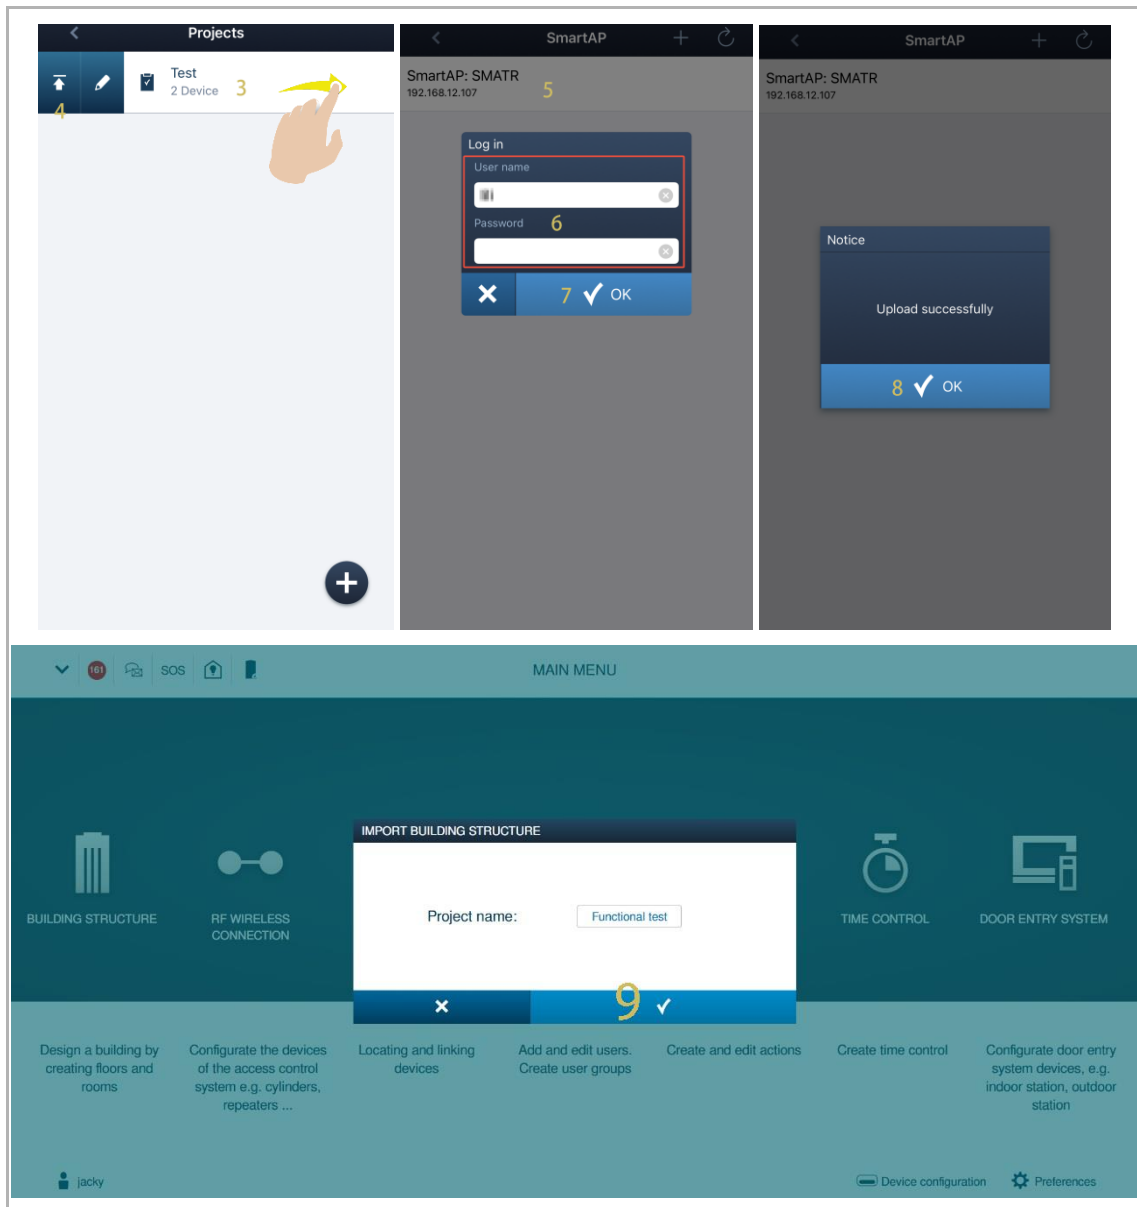 Projects
Test
2 Device
3
4
SmartAP
SmartAP: SMATR
192.168.12.107
5
Log in
User name
Password
6
7
OK
SmartAP
SmartAP: SMATR
192.168.12.107
Notice
Upload successfully
8
OK
161
SOS
MAIN MENU
IMPORT BUILDING STRUCTURE
Project name:
Functional test
9
BUILDING STRUCTURE
RF WIRELESS
CONNECTION
TIME CONTROL
DOOR ENTRY SYSTEM
Design a building by
creating floors and
rooms
Configurate the devices
of the access control
system e.g. cylinders,
repeaters ...
Locating and linking
devices
Add and edit users.
Create user groups
Create and edit actions
Create time control
Configurate door entry
system devices, e.g.
indoor station, outdoor
station
jacky
Device configuration
Preferences